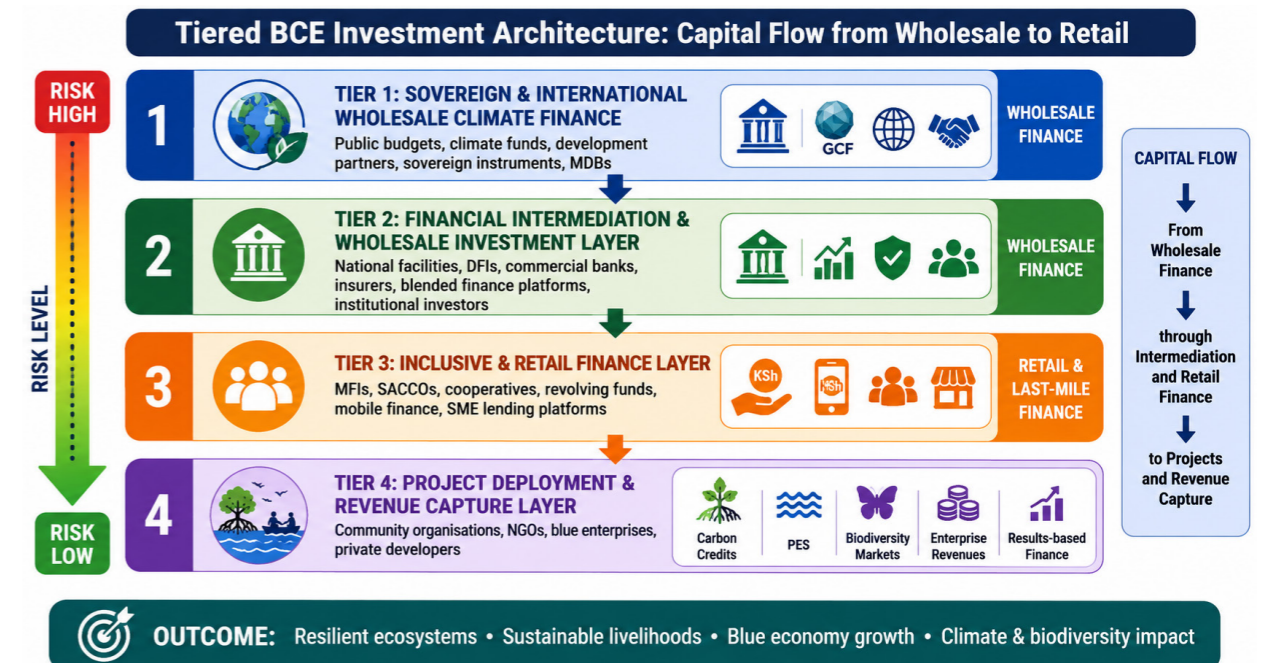 Tiered BCE Investment Architecture: Capital Flow from Wholesale to Retail
RISK
HIGH
RISK LEVEL
RISK
LOW
1
TIER 1: SOVEREIGN & INTERNATIONAL
WHOLESALE CLIMATE FINANCE
Public budgets, climate funds, development
partners, sovereign instruments, MDBs
GCF
WHOLESALE
FINANCE
2
TIER 2: FINANCIAL INTERMEDIATION &
WHOLESALE INVESTMENT LAYER
National facilities, DFIs, commercial banks,
insurers, blended finance platforms,
institutional investors
WHOLESALE
FINANCE
3
TIER 3: INCLUSIVE & RETAIL FINANCE LAYER
MFIs, SACCOs, cooperatives, revolving funds,
mobile finance, SME lending platforms
KSh
KSh
RETAIL &
LAST-MILE
FINANCE
4
TIER 4: PROJECT DEPLOYMENT &
REVENUE CAPTURE LAYER
Community organisations, NGOs, blue enterprises,
private developers
Carbon
Credits
PES
Biodiversity
Markets
Enterprise
Revenues
Results-based
Finance
CAPITAL FLOW
From
Wholesale
Finance
through
Intermediation
and Retail
Finance
to Projects
and Revenue
Capture
OUTCOME: Resilient ecosystems • Sustainable livelihoods • Blue economy growth • Climate & biodiversity impact